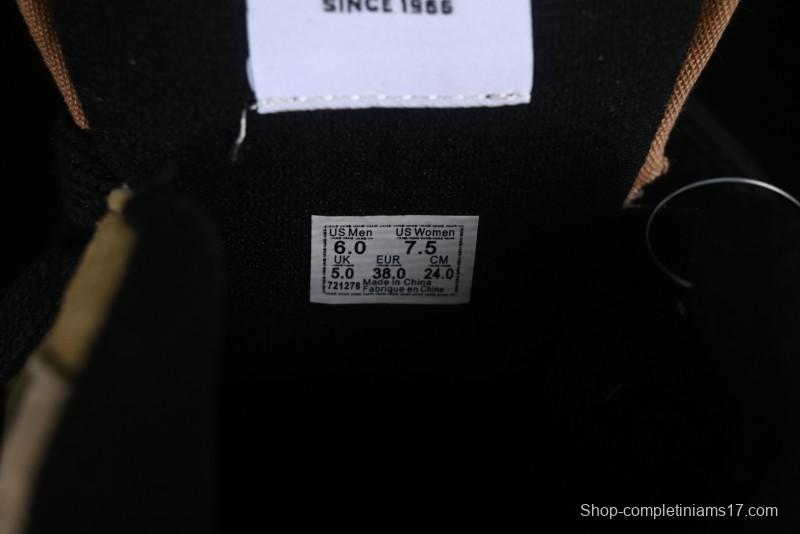 SINCE 1966
US Men US Women
6.0 7.5
UK EUR CM
5.0 38.0 24.0
721278 Made in China
Fabrique en Chine
Shop-completiniams17.com